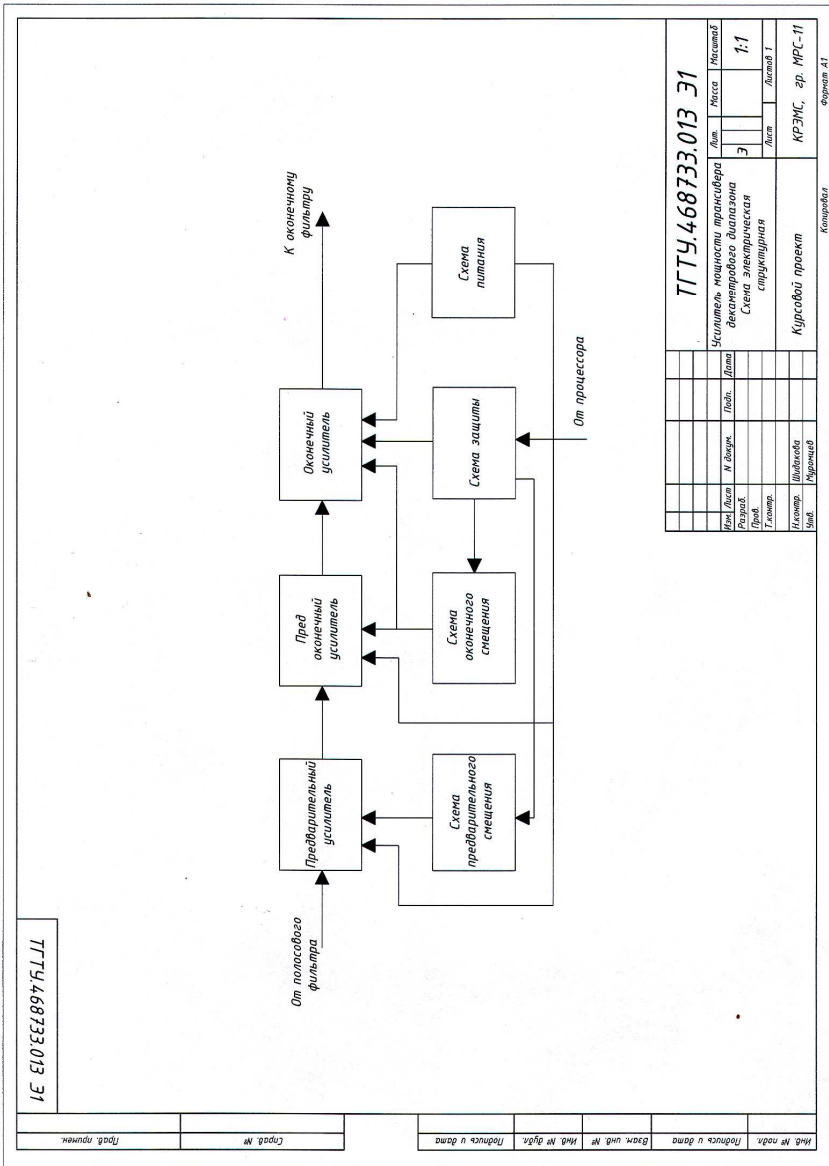 ТГТУ.468733.013 Э1
Перв. примен.
Справ. №
Подпись и дата
Инв. № дубл.
Взам. инв. №
Подпись и дата
Инв. № подл.
От полосового
фильтра
Предварительный
усилитель
Пред
оконечный
усилитель
Оконечный
усилитель
К оконечному
фильтру
Схема
предварительного
смещения
Схема
оконечного
смещения
Схема защиты
Схема
питания
От процессора
ТГТУ.468733.013 Э1
Изм. Лист N докум. Подп. Дата
Разраб.
Пров.
Т.контр.
Н.контр. Шидакова
Утв. Муромцев
Усилитель мощности трансивера
декаметрового диапазона
Схема электрическая
структурная
Лит. Масса Масштаб
Э 1:1
Лист Листов 1
Курсовой проект
КРЭМС, гр. МРС-11
Копировал Формат А1